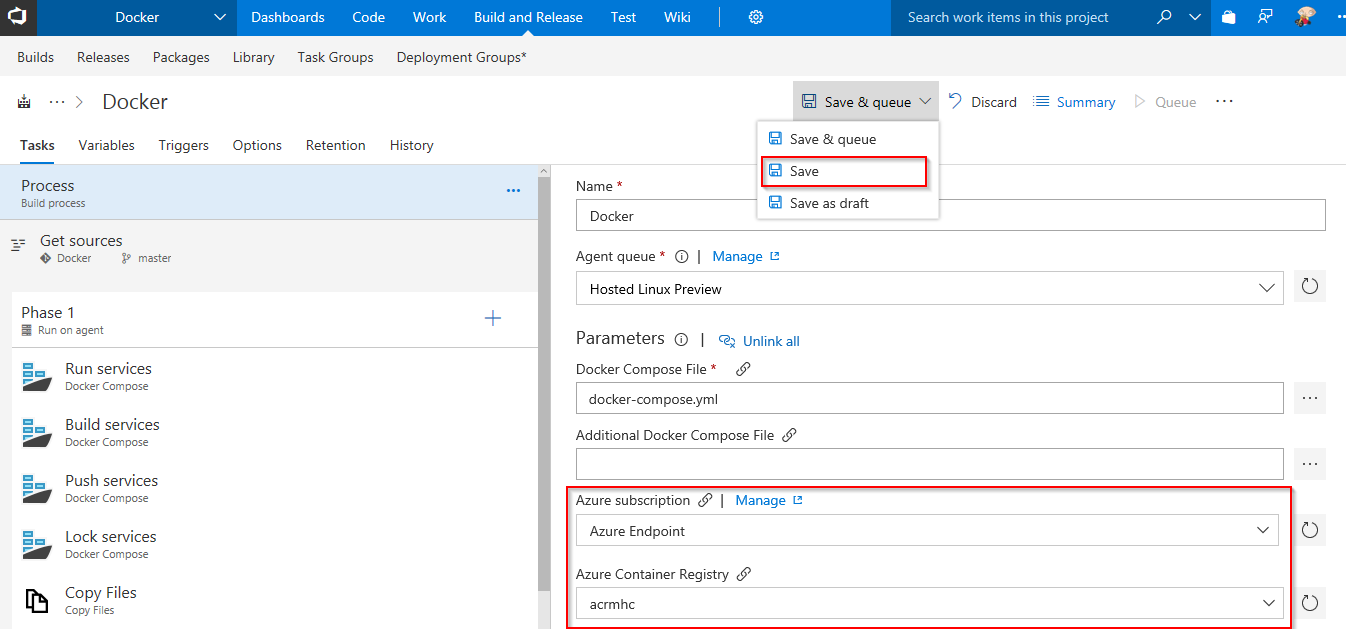 Docker Dashboards Code Work Build and Release Test Wiki Search work items in this project
Builds Releases Packages Library Task Groups Deployment Groups*
Docker Save & queue Discard Summary Queue
Save & queue
Save
Save as draft
Tasks Variables Triggers Options Retention History
Process
Build process
Get sources
Docker master
Phase 1
Run on agent
Run services
Docker Compose
Build services
Docker Compose
Push services
Docker Compose
Lock services
Docker Compose
Copy Files
Copy Files
Name *
Docker
Agent queue * | Manage
Hosted Linux Preview
Parameters | Unlink all
Docker Compose File *
docker-compose.yml
Additional Docker Compose File
Azure subscription | Manage
Azure Endpoint
Azure Container Registry
acrmhc